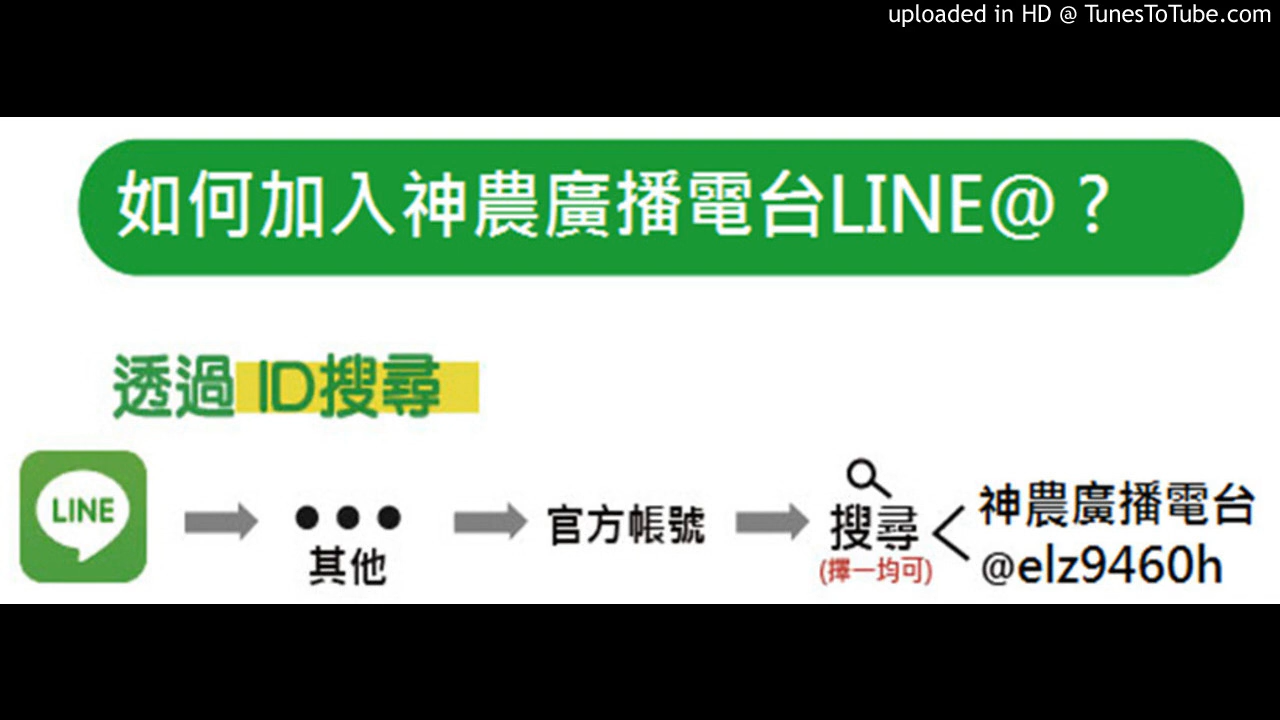 uploaded in HD @ TunesToTube.com
如何加入神農廣播電台LINE@？
透過 ID搜尋
LINE
其他
官方帳號
搜尋
(擇一均可)
神農廣播電台
@elz9460h